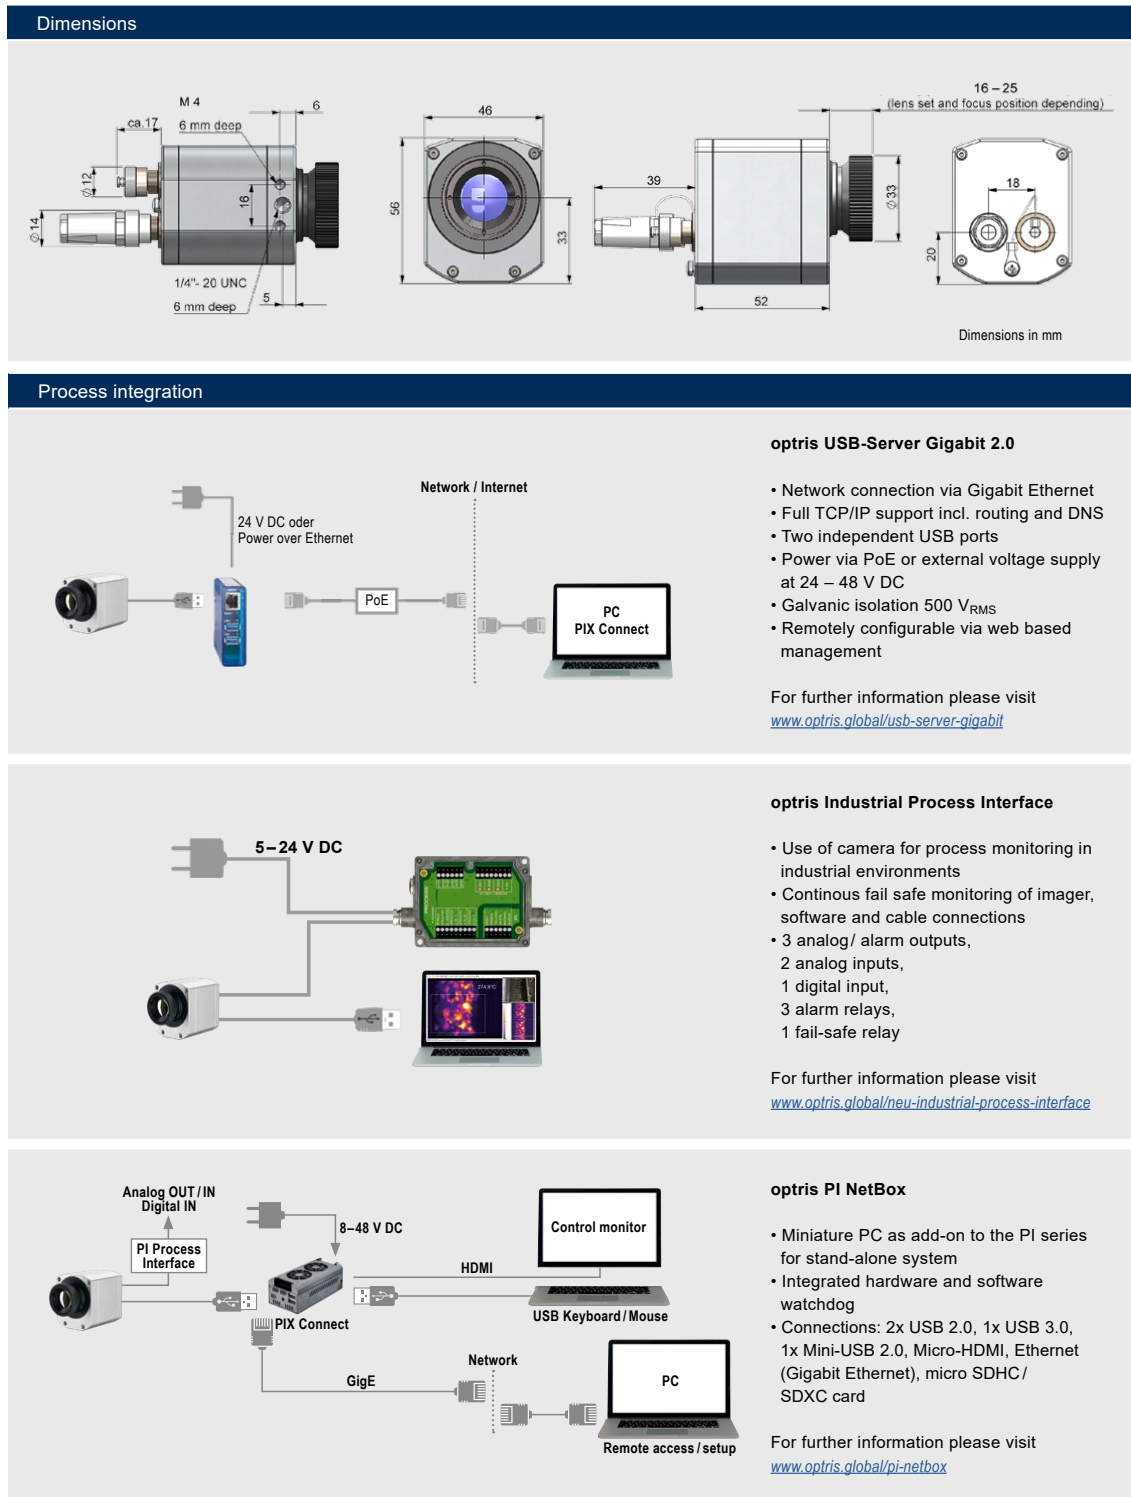 Dimensions
M 4
6
ca.17
6 mm deep
∅12
16
∅14
1/4"- 20 UNC
5
6 mm deep
46
56
33
16 – 25
(lens set and focus position depending)
39
∅33
52
18
20
Dimensions in mm
Process integration
Network / Internet
24 V DC oder
Power over Ethernet
PoE
PC
PIX Connect
optris USB-Server Gigabit 2.0
• Network connection via Gigabit Ethernet
• Full TCP/IP support incl. routing and DNS
• Two independent USB ports
• Power via PoE or external voltage supply
at 24 – 48 V DC
• Galvanic isolation 500 VRMS
• Remotely configurable via web based
management
For further information please visit
www.optris.global/usb-server-gigabit
5–24 V DC
274.9°C
optris Industrial Process Interface
• Use of camera for process monitoring in
industrial environments
• Continous fail safe monitoring of imager,
software and cable connections
• 3 analog/ alarm outputs,
2 analog inputs,
1 digital input,
3 alarm relays,
1 fail-safe relay
For further information please visit
www.optris.global/neu-industrial-process-interface
Analog OUT/IN
Digital IN
PI Process
Interface
8–48 V DC
HDMI
Control monitor
PIX Connect
USB Keyboard/Mouse
GigE
Network
PC
Remote access/setup
optris PI NetBox
• Miniature PC as add-on to the PI series
for stand-alone system
• Integrated hardware and software
watchdog
• Connections: 2x USB 2.0, 1x USB 3.0,
1x Mini-USB 2.0, Micro-HDMI, Ethernet
(Gigabit Ethernet), micro SDHC/
SDXC card
For further information please visit
www.optris.global/pi-netbox